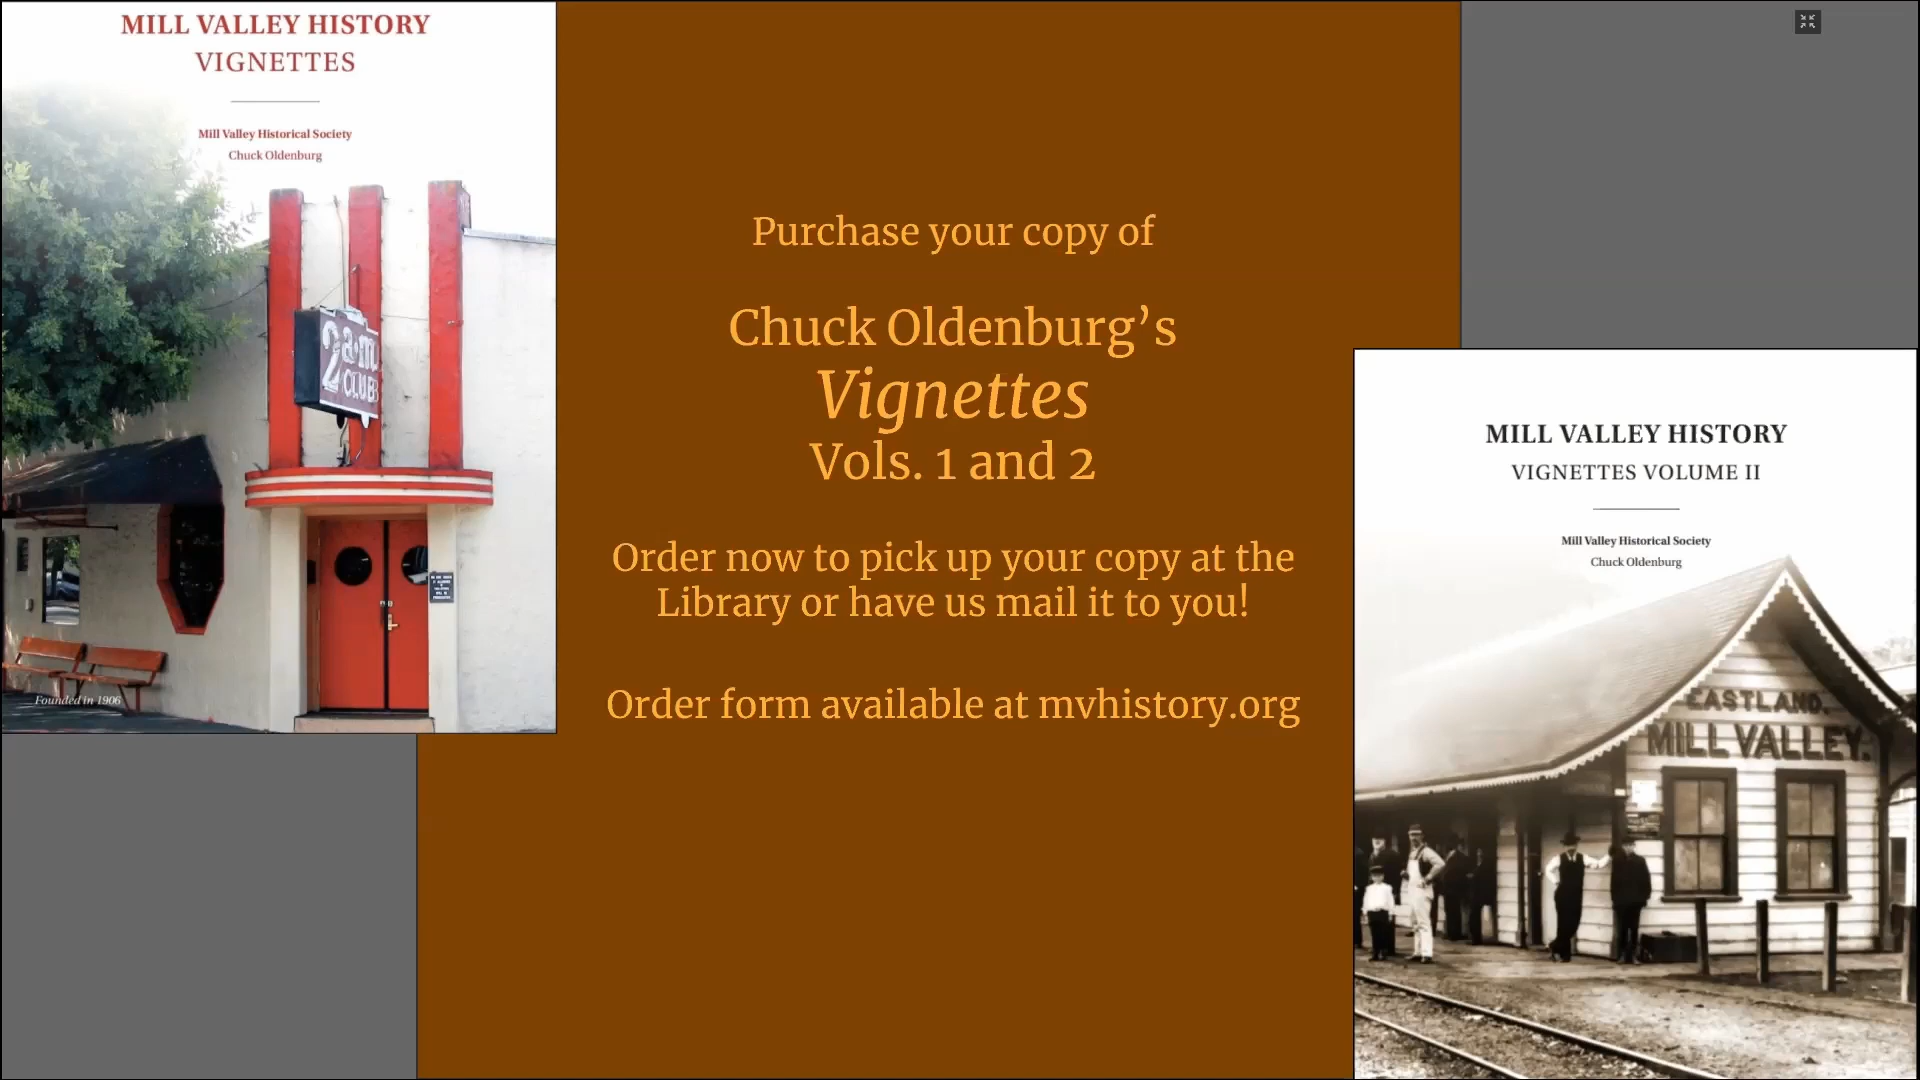 MILL VALLEY HISTORY
VIGNETTES
Mill Valley Historical Society
Chuck Oldenburg
2 a.m.
CLUB
Founded in 1906
Purchase your copy of
Chuck Oldenburg’s
Vignettes
Vols. 1 and 2
Order now to pick up your copy at the
Library or have us mail it to you!
Order form available at mvhistory.org
MILL VALLEY HISTORY
VIGNETTES VOLUME II
Mill Valley Historical Society
Chuck Oldenburg
EASTLAND.
MILL VALLEY.